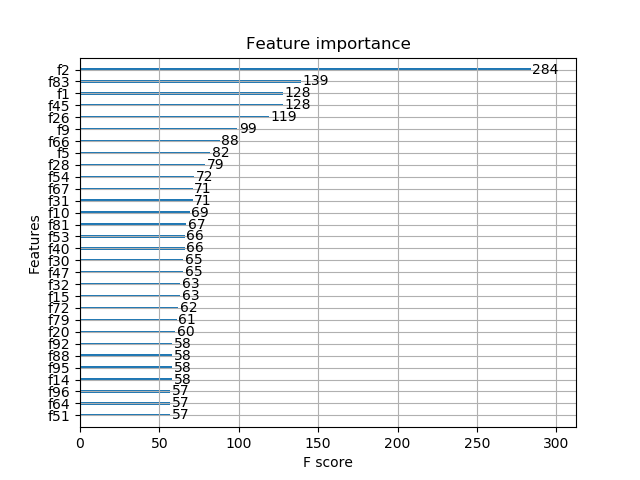 Feature importance
Features
f2 284
f83 139
f1 128
f45 128
f26 119
f9 99
f66 88
f5 82
f28 79
f54 72
f67 71
f31 71
f10 69
f81 67
f53 66
f40 66
f30 65
f47 65
f32 63
f15 63
f72 62
f79 61
f20 60
f92 58
f88 58
f95 58
f14 58
f96 57
f64 57
f51 57
0 50 100 150 200 250 300
F score